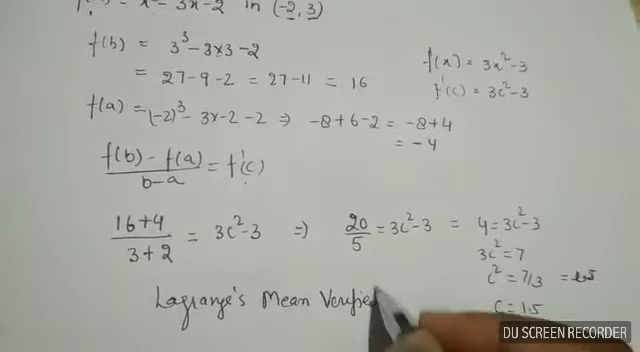 x³ - 3x - 2 in (-2, 3)
f(b) = 3³ - 3×3 - 2
= 27 - 9 - 2 = 27 - 11 = 16
f(x) = 3x² - 3
f'(c) = 3c² - 3
f(a) = (-2)³ - 3x - 2 - 2 ⇒ -8 + 6 - 2 = -8 + 4
= -4
f(b) - f(a) / b - a = f'(c)
16 + 4 / 3 + 2 = 3c² - 3 ⇒ 20 / 5 = 3c² - 3 = 4 = 3c² - 3
3c² = 7
c² = 7/3 =
c = 1.5
Lagrange's Mean Verified
DU SCREEN RECORDER